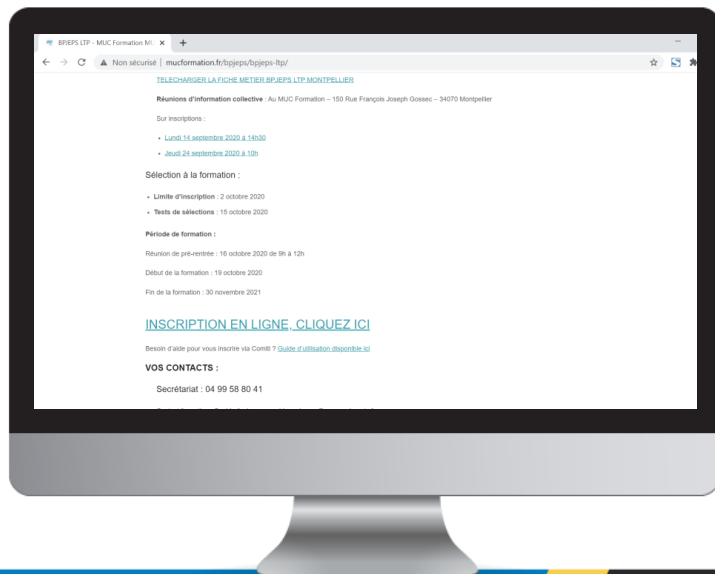 BPJEPS LTP - MUC Formation
Non sécurisé | mucformation.fr/bpjeps/bpjeps-ltp/
TELECHARGER LA FICHE METIER BPJEPS LTP MONTPELLIER
Réunions d'information collective : Au MUC Formation – 150 Rue François Joseph Gossec – 34070 Montpellier
Sur inscriptions :
Lundi 14 septembre 2020 à 14h30
Jeudi 24 septembre 2020 à 10h
Sélection à la formation :
Limite d'inscription : 2 octobre 2020
Tests de sélections : 15 octobre 2020
Période de formation :
Réunion de pré-rentrée : 16 octobre 2020 de 9h à 12h
Début de la formation : 19 octobre 2020
Fin de la formation : 30 novembre 2021
INSCRIPTION EN LIGNE, CLIQUEZ ICI
Besoin d'aide pour vous inscrire via Comiti ? Guide d'utilisation disponible ici
VOS CONTACTS :
Secrétariat : 04 99 58 80 41